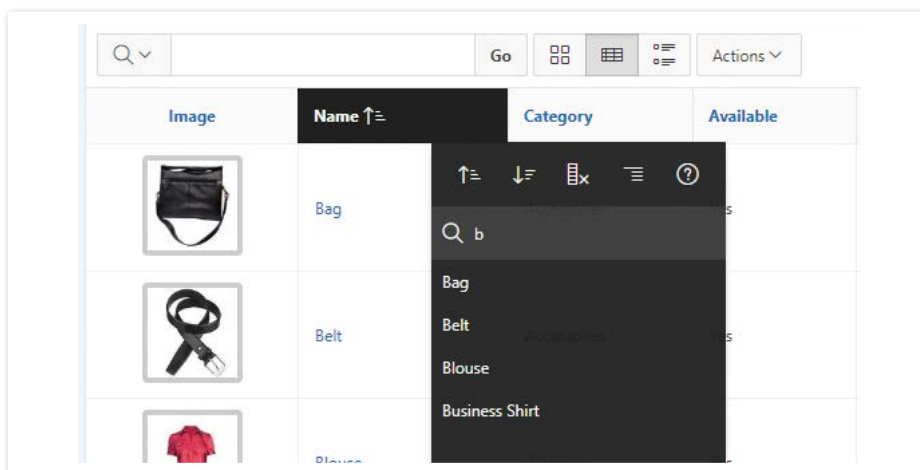 Go Actions
Image Name Category Available
b
Bag
Bag
Belt
Belt
Blouse
Business Shirt